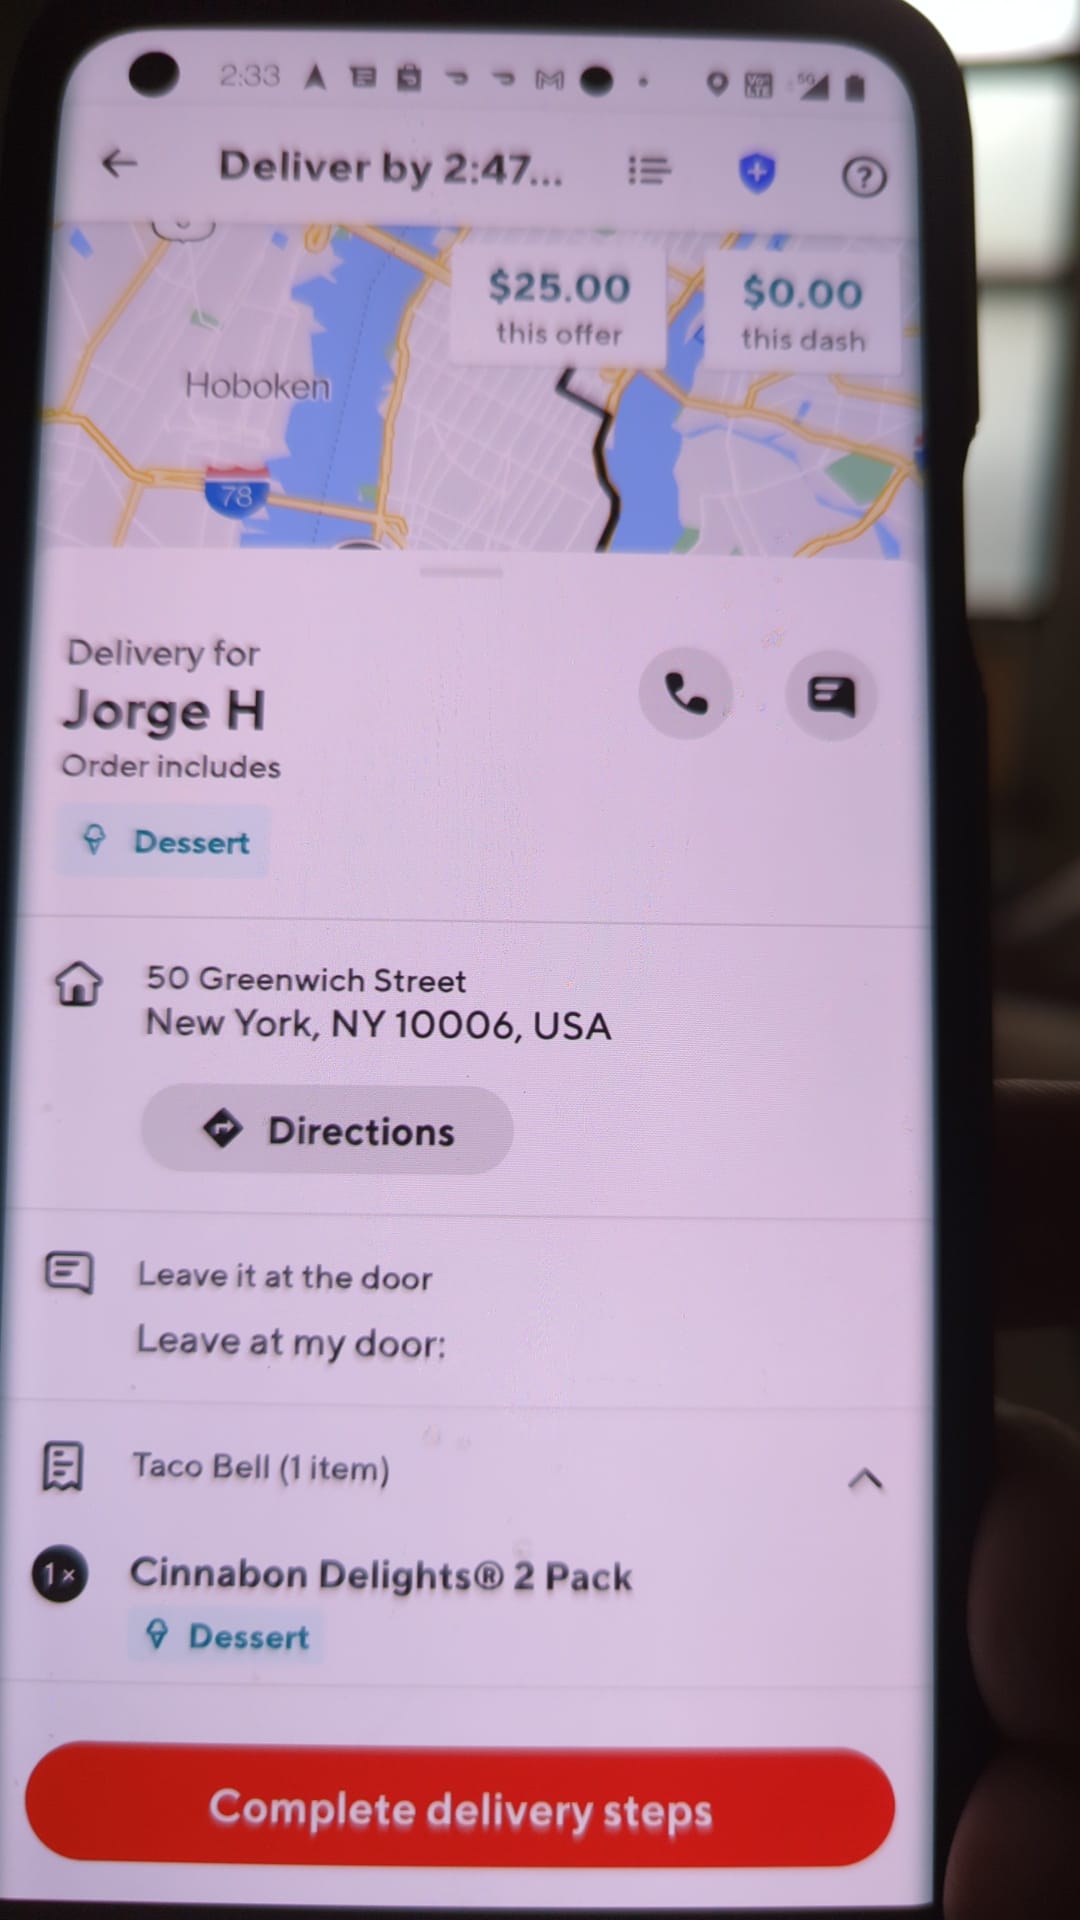 2:33
Deliver by 2:47...
$25.00
this offer
$0.00
this dash
Hoboken
78
Delivery for
Jorge H
Order includes
Dessert
50 Greenwich Street
New York, NY 10006, USA
Directions
Leave it at the door
Leave at my door:
Taco Bell (1 item)
1×
Cinnabon Delights® 2 Pack
Dessert
Complete delivery steps